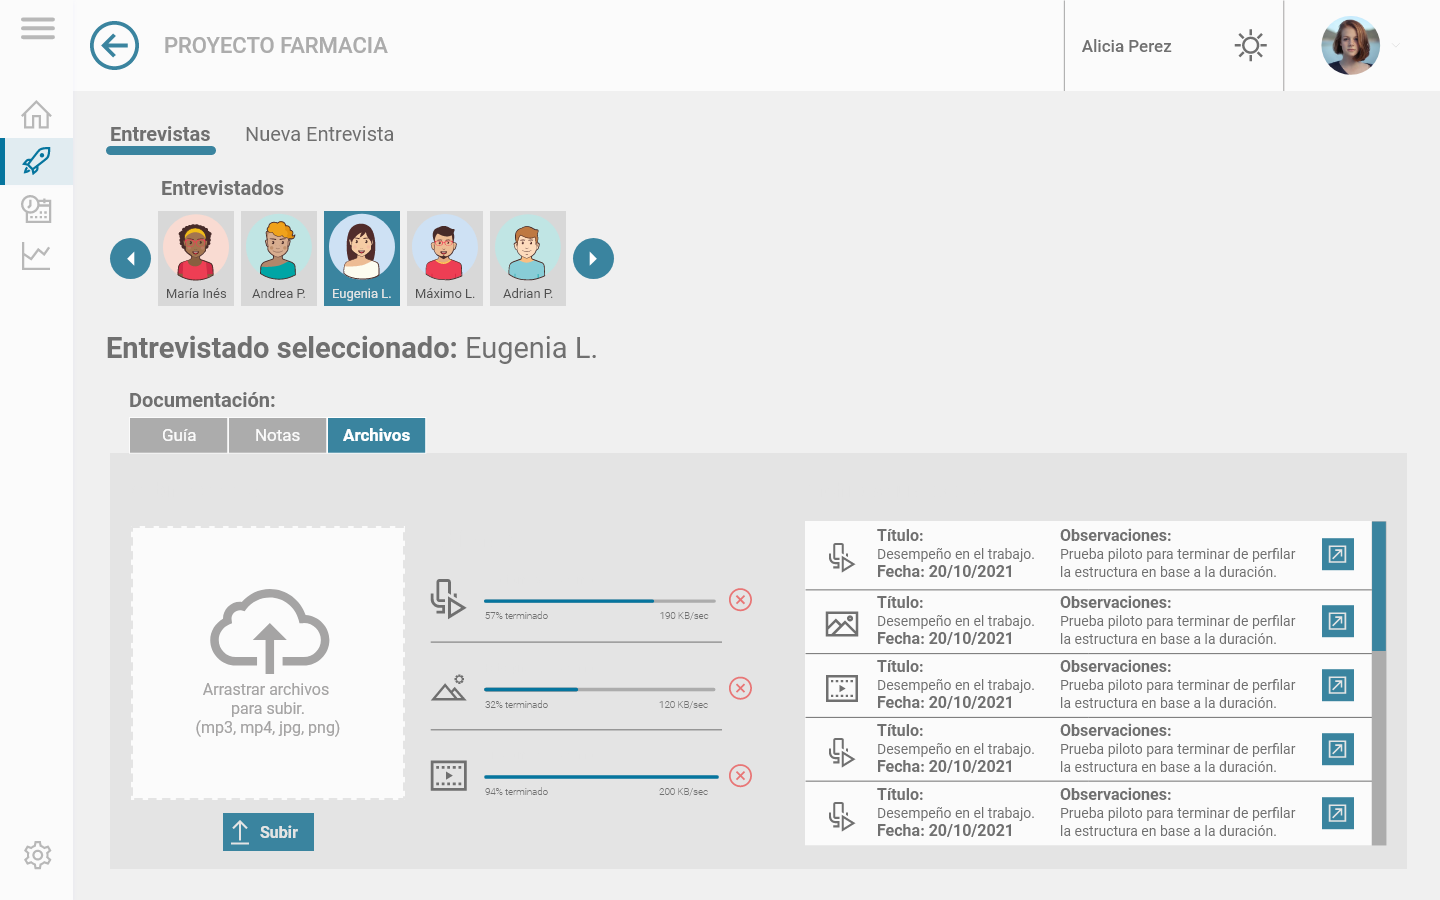 PROYECTO FARMACIA
Alicia Perez
Entrevistas
Nueva Entrevista
Entrevistados
María Inés
Andrea P.
Eugenia L.
Máximo L.
Adrian P.
Entrevistado seleccionado: Eugenia L.
Documentación:
Guía
Notas
Archivos
Arrastrar archivos
para subir.
(mp3, mp4, jpg, png)
Subir
57% terminado
190 KB/sec
32% terminado
120 KB/sec
94% terminado
200 KB/sec
Título:
Desempeño en el trabajo.
Fecha: 20/10/2021
Observaciones:
Prueba piloto para terminar de perfilar
la estructura en base a la duración.
Título:
Desempeño en el trabajo.
Fecha: 20/10/2021
Observaciones:
Prueba piloto para terminar de perfilar
la estructura en base a la duración.
Título:
Desempeño en el trabajo.
Fecha: 20/10/2021
Observaciones:
Prueba piloto para terminar de perfilar
la estructura en base a la duración.
Título:
Desempeño en el trabajo.
Fecha: 20/10/2021
Observaciones:
Prueba piloto para terminar de perfilar
la estructura en base a la duración.
Título:
Desempeño en el trabajo.
Fecha: 20/10/2021
Observaciones:
Prueba piloto para terminar de perfilar
la estructura en base a la duración.